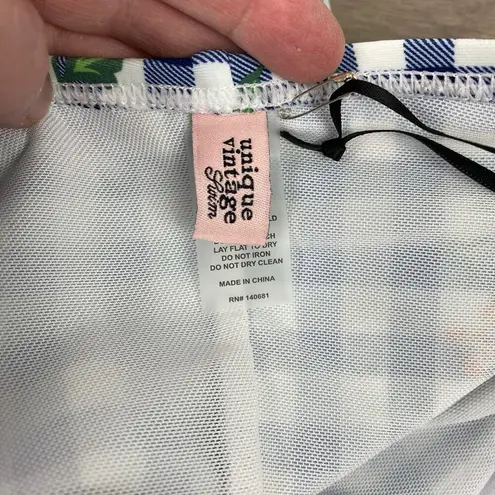 unique
vintage
Swim
LAY FLAT TO DRY
DO NOT IRON
DO NOT DRY CLEAN
MADE IN CHINA
RN# 140681